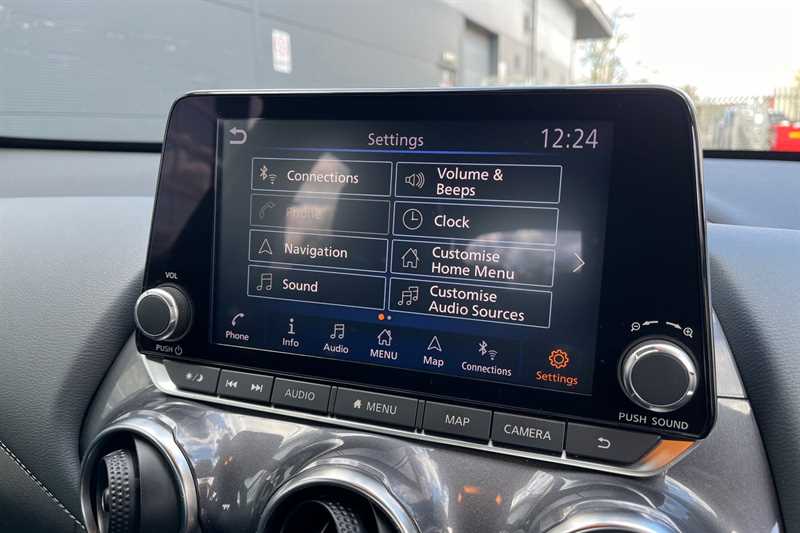 Settings
12:24
Connections
Volume &
Beeps
Phone
Clock
Navigation
Customise
Home Menu
Sound
Customise
Audio Sources
Phone
Info
Audio
MENU
Map
Connections
Settings
VOL
PUSH
PUSH SOUND
AUDIO
MENU
MAP
CAMERA